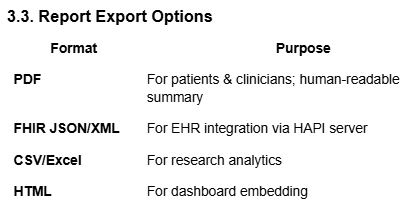 3.3. Report Export Options
Format Purpose
PDF For patients & clinicians; human-readable
summary
FHIR JSON/XML For EHR integration via HAPI server
CSV/Excel For research analytics
HTML For dashboard embedding